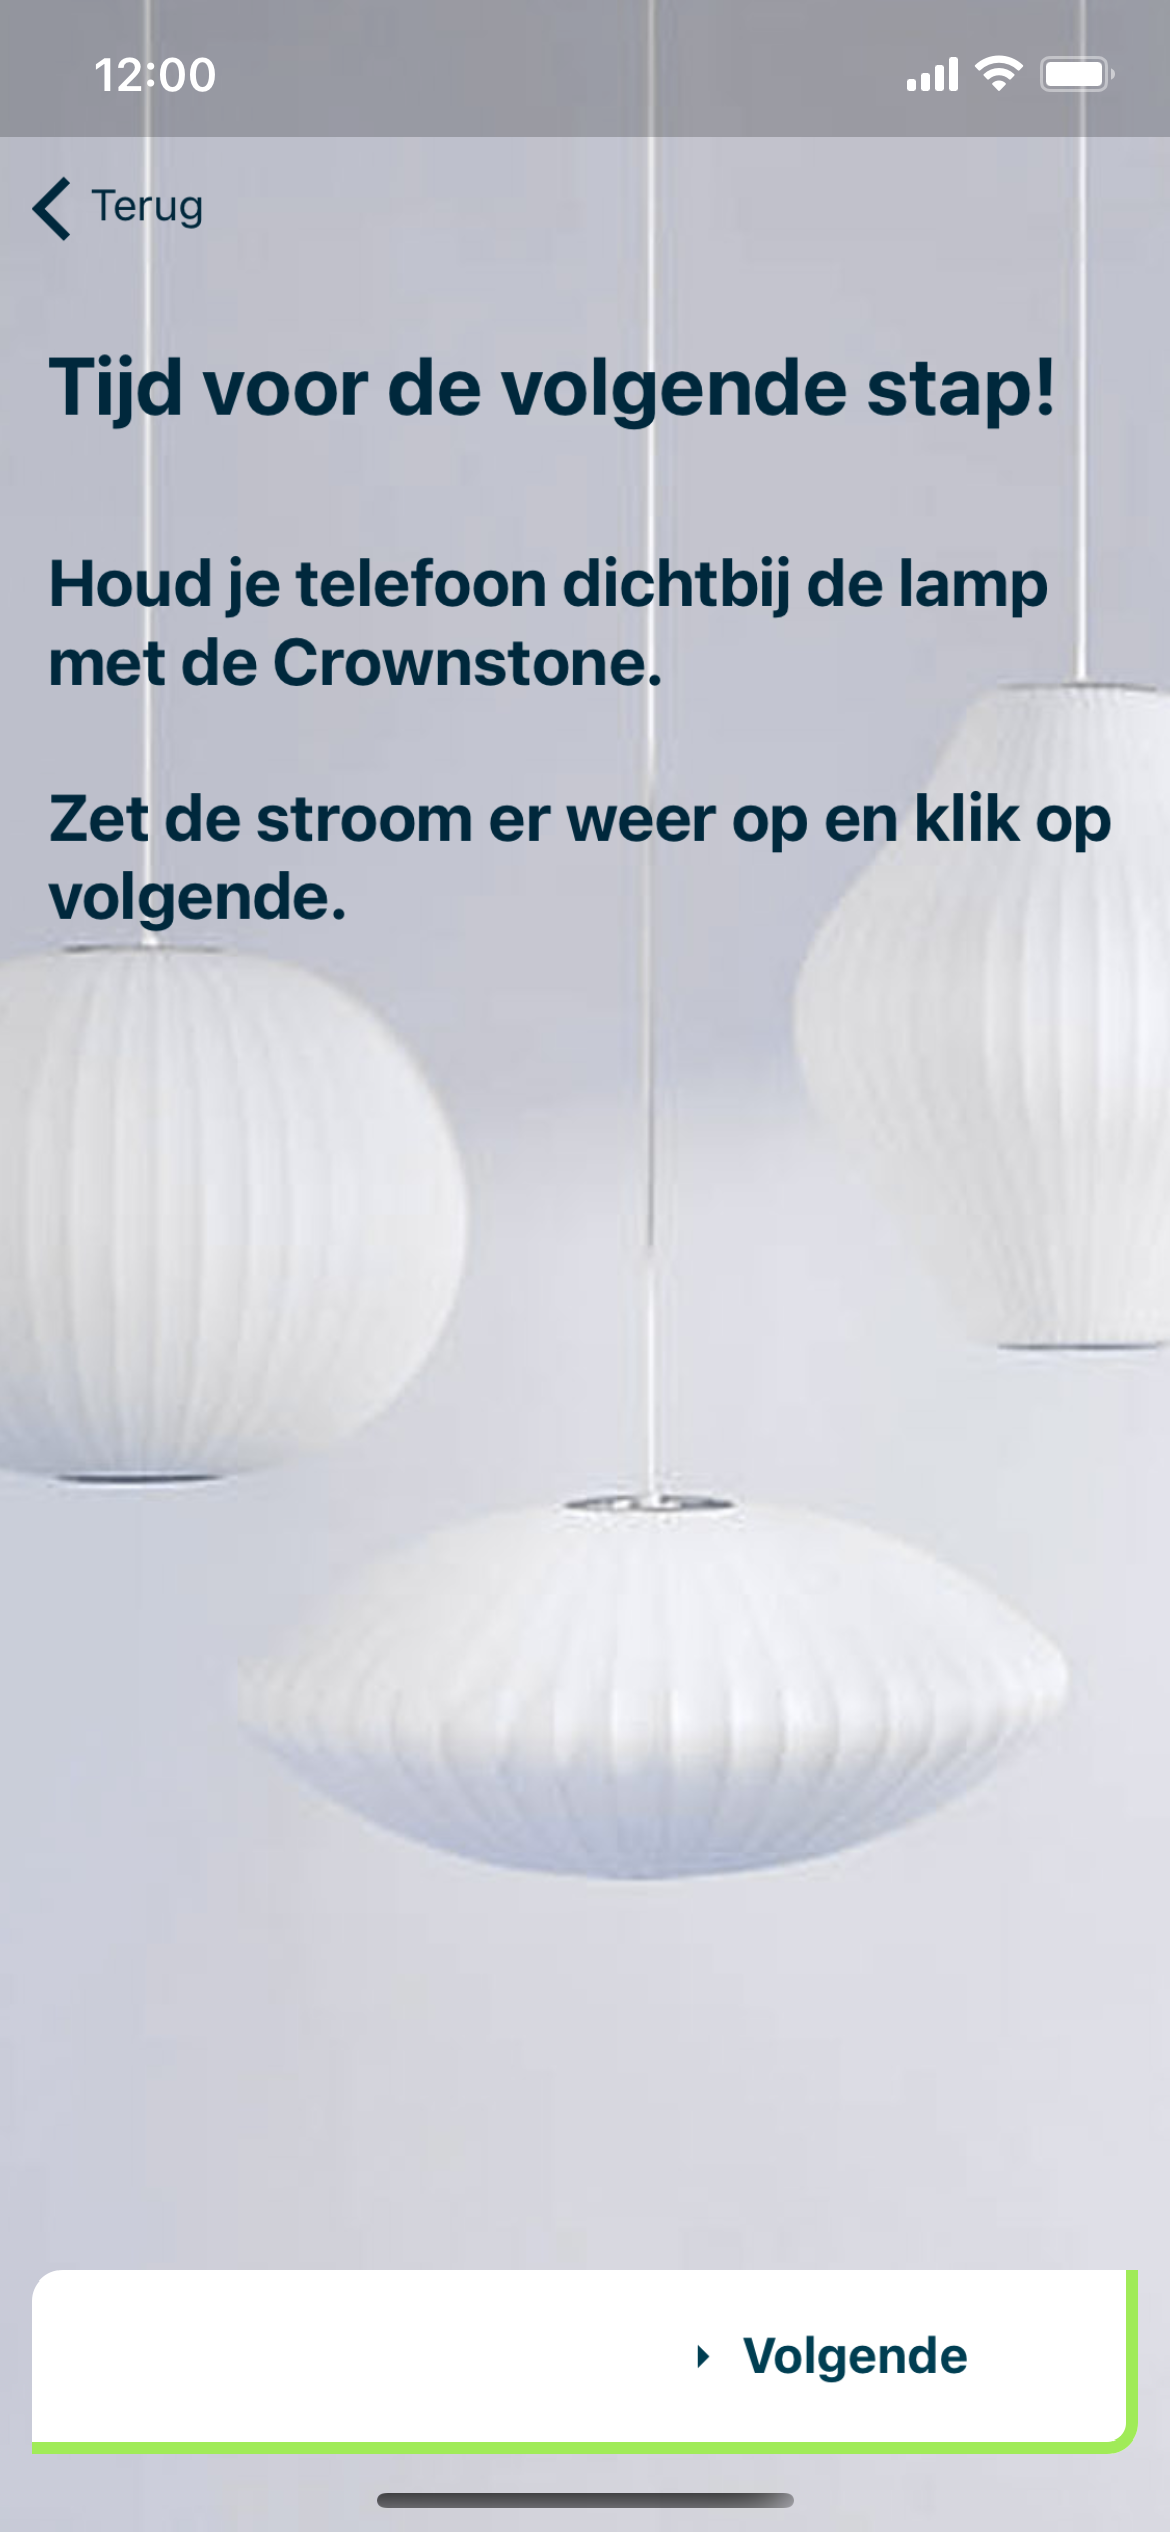 12:00
Terug
Tijd voor de volgende stap!
Houd je telefoon dichtbij de lamp
met de Crownstone.
Zet de stroom er weer op en klik op
volgende.
Volgende